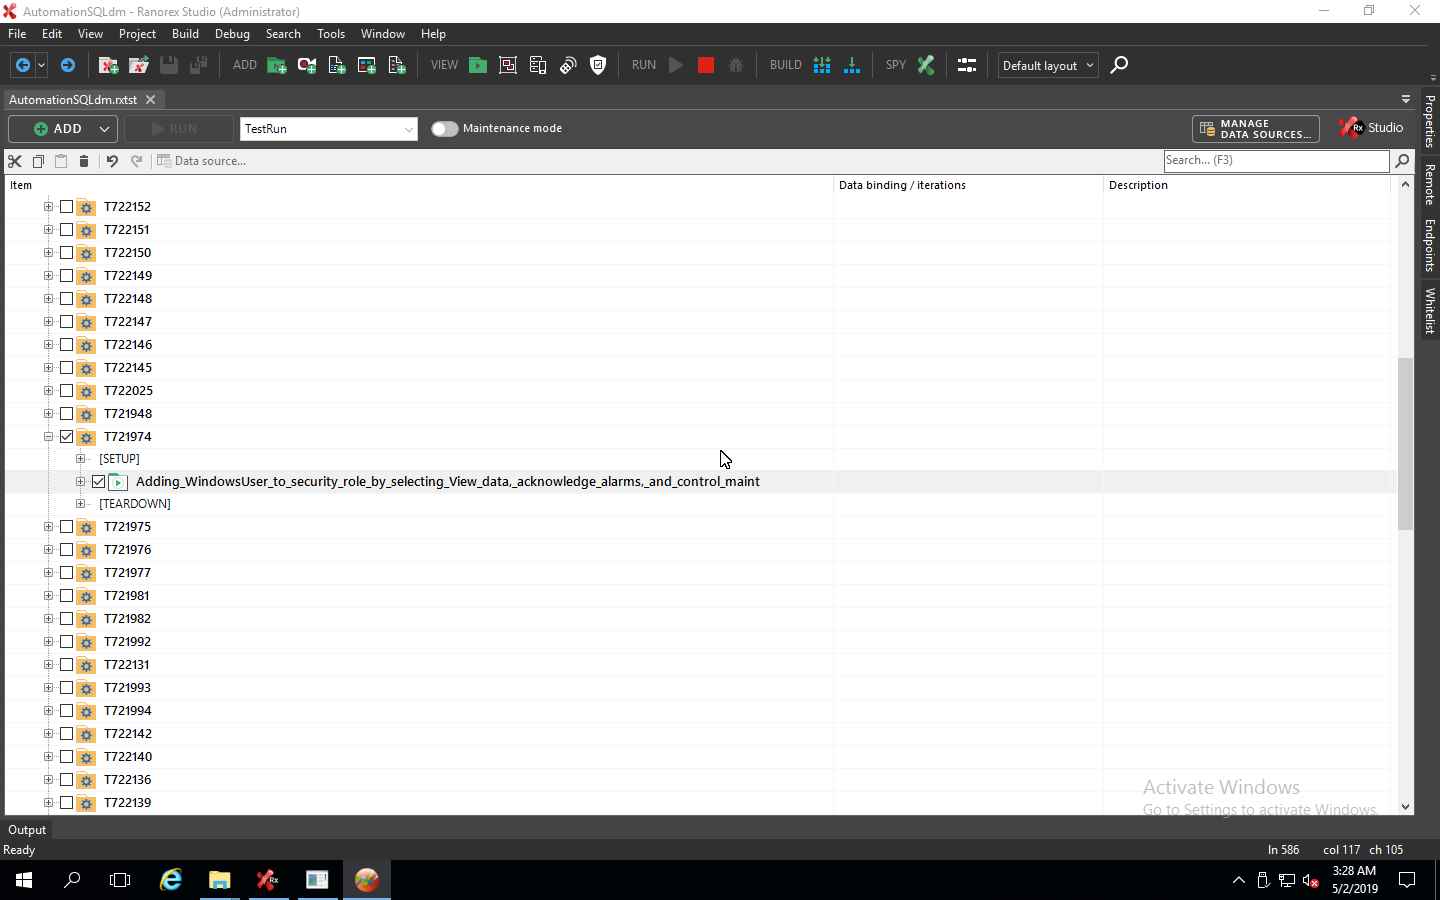 AutomationSQLdm - Ranorex Studio (Administrator)
File Edit View Project Build Debug Search Tools Window Help
ADD VIEW RUN BUILD SPY Default layout
AutomationSQLdm.rxtst
ADD RUN TestRun Maintenance mode MANAGE DATA SOURCES... Rx Studio
Data source... Search... (F3)
Item Data binding / iterations Description
T722152
T722151
T722150
T722149
T722148
T722147
T722146
T722145
T722025
T721948
T721974
[SETUP]
Adding_WindowsUser_to_security_role_by_selecting_View_data,_acknowledge_alarms,_and_control_maint
[TEARDOWN]
T721975
T721976
T721977
T721981
T721982
T721992
T722131
T721993
T721994
T722142
T722140
T722136
T722139
Properties
Remote Endpoints
Whitelist
Activate Windows
Go to Settings to activate Windows.
Output
Ready ln 586 col 117 ch 105
Rx
3:28 AM
5/2/2019